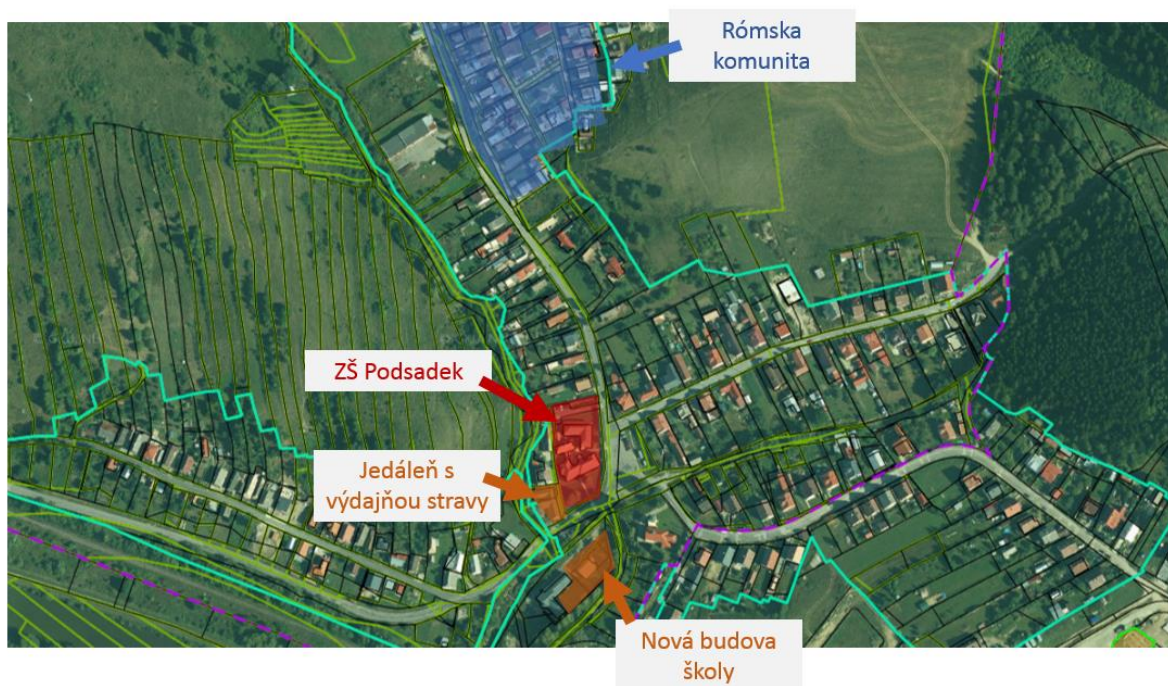 Rómska
komunita
ZŠ Podsadek
Jedáleň s
výdajňou stravy
Nová budova
školy